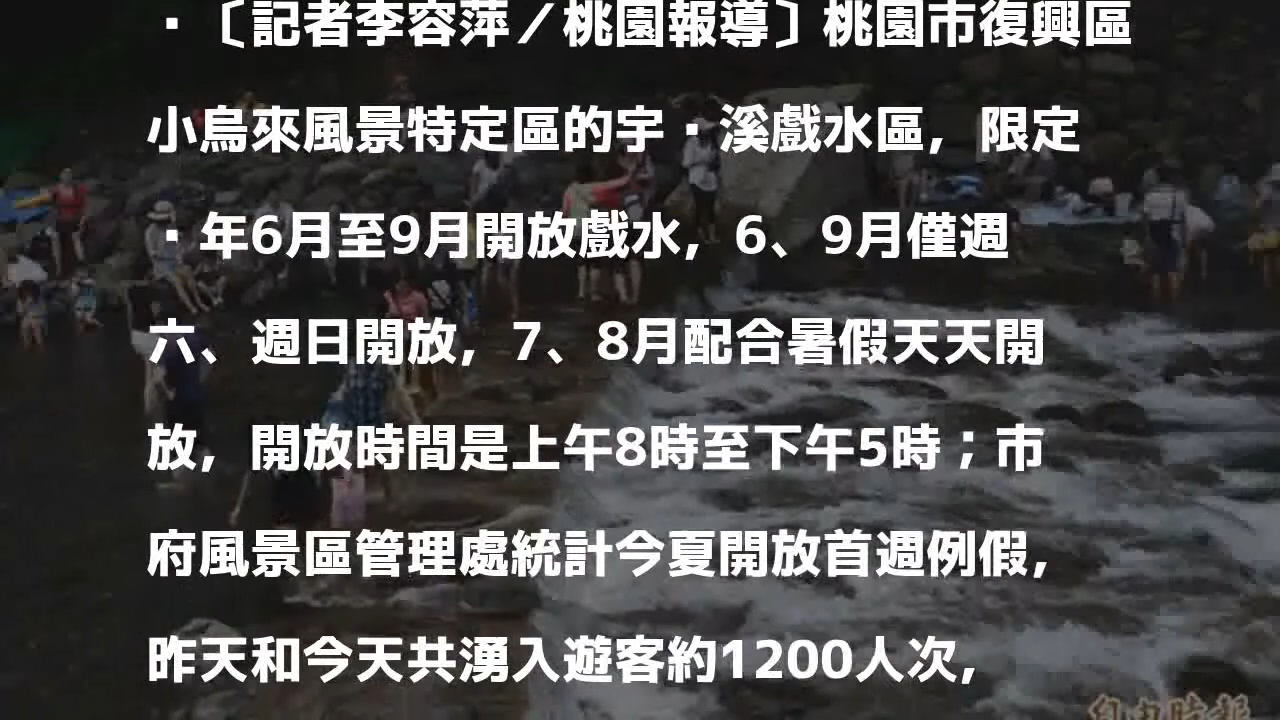 ▪〔記者李容萍／桃園報導〕桃園市復興區
小烏來風景特定區的宇▪溪戲水區，限定
▪年6月至9月開放戲水，6、9月僅週
六、週日開放，7、8月配合暑假天天開
放，開放時間是上午8時至下午5時；市
府風景區管理處統計今夏開放首週例假，
昨天和今天共湧入遊客約1200人次，
自由時報